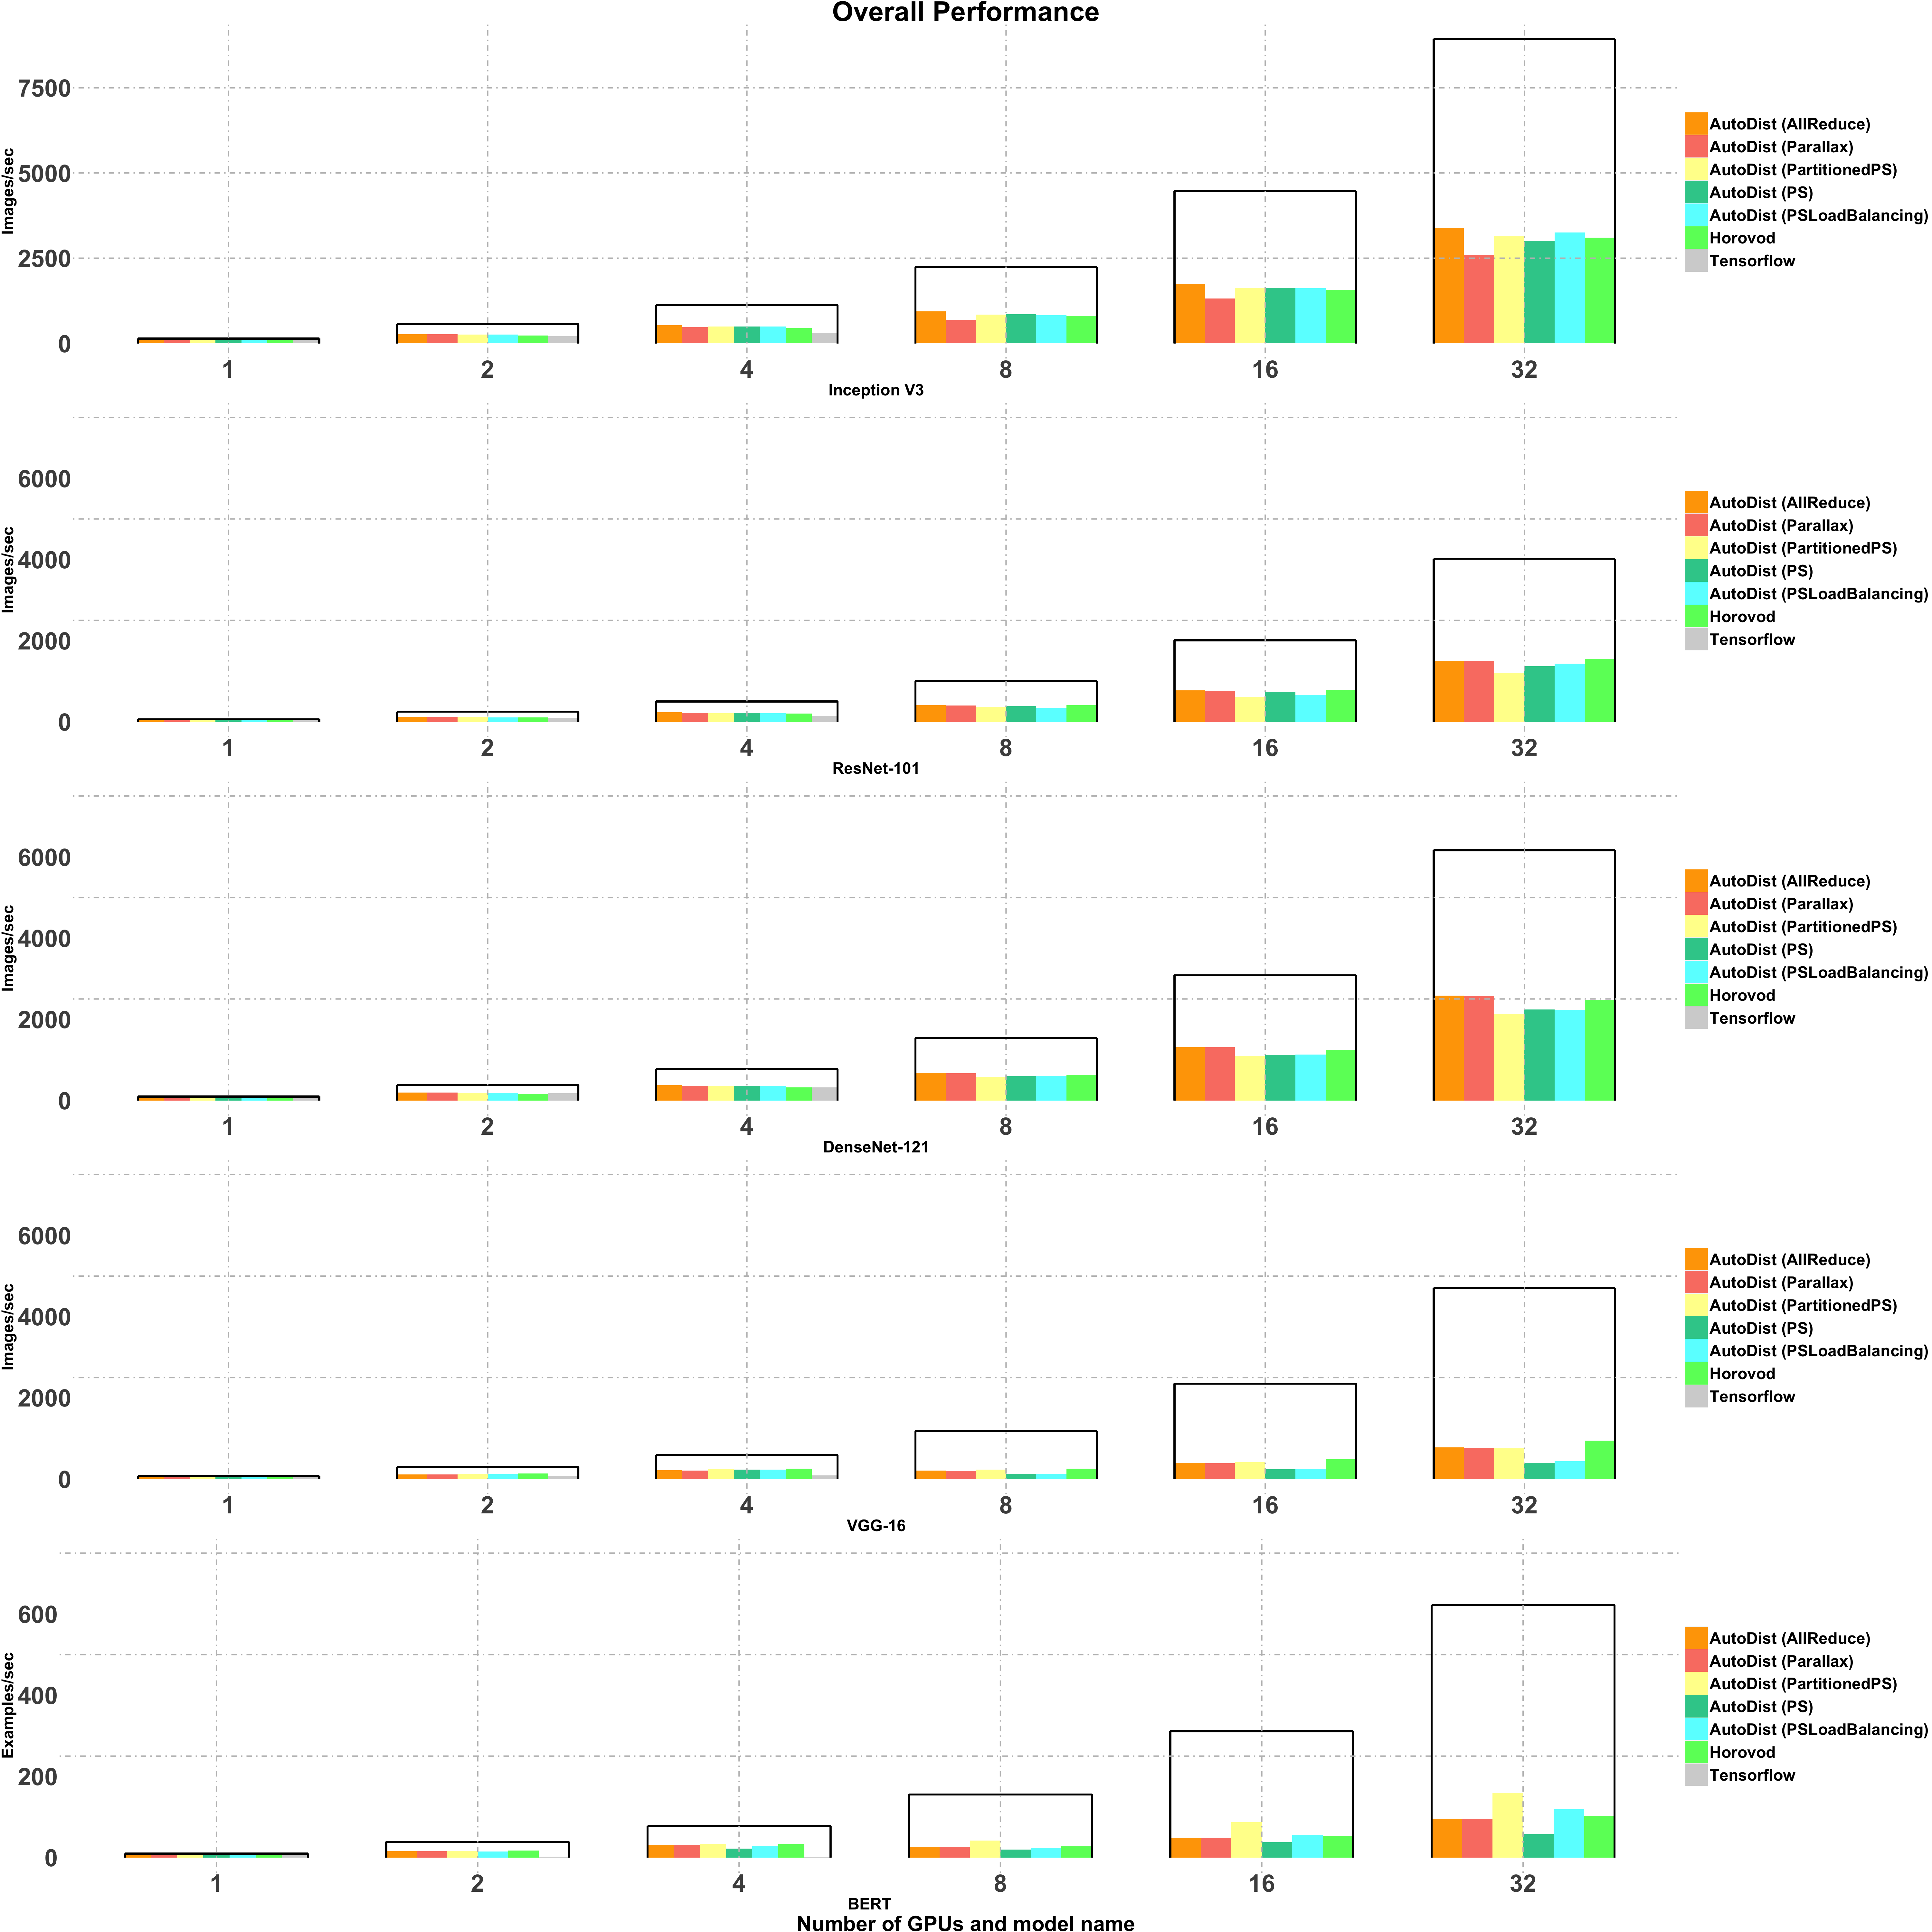 Overall Performance
7500
5000
2500
0
Images/sec
1 2 4 8 16 32
Inception V3
AutoDist (AllReduce)
AutoDist (Parallax)
AutoDist (PartitionedPS)
AutoDist (PS)
AutoDist (PSLoadBalancing)
Horovod
Tensorflow
6000
4000
2000
0
Images/sec
1 2 4 8 16 32
ResNet-101
AutoDist (AllReduce)
AutoDist (Parallax)
AutoDist (PartitionedPS)
AutoDist (PS)
AutoDist (PSLoadBalancing)
Horovod
Tensorflow
6000
4000
2000
0
Images/sec
1 2 4 8 16 32
DenseNet-121
AutoDist (AllReduce)
AutoDist (Parallax)
AutoDist (PartitionedPS)
AutoDist (PS)
AutoDist (PSLoadBalancing)
Horovod
Tensorflow
6000
4000
2000
0
Images/sec
1 2 4 8 16 32
VGG-16
AutoDist (AllReduce)
AutoDist (Parallax)
AutoDist (PartitionedPS)
AutoDist (PS)
AutoDist (PSLoadBalancing)
Horovod
Tensorflow
600
400
200
0
Examples/sec
1 2 4 8 16 32
BERT
AutoDist (AllReduce)
AutoDist (Parallax)
AutoDist (PartitionedPS)
AutoDist (PS)
AutoDist (PSLoadBalancing)
Horovod
Tensorflow
Number of GPUs and model name